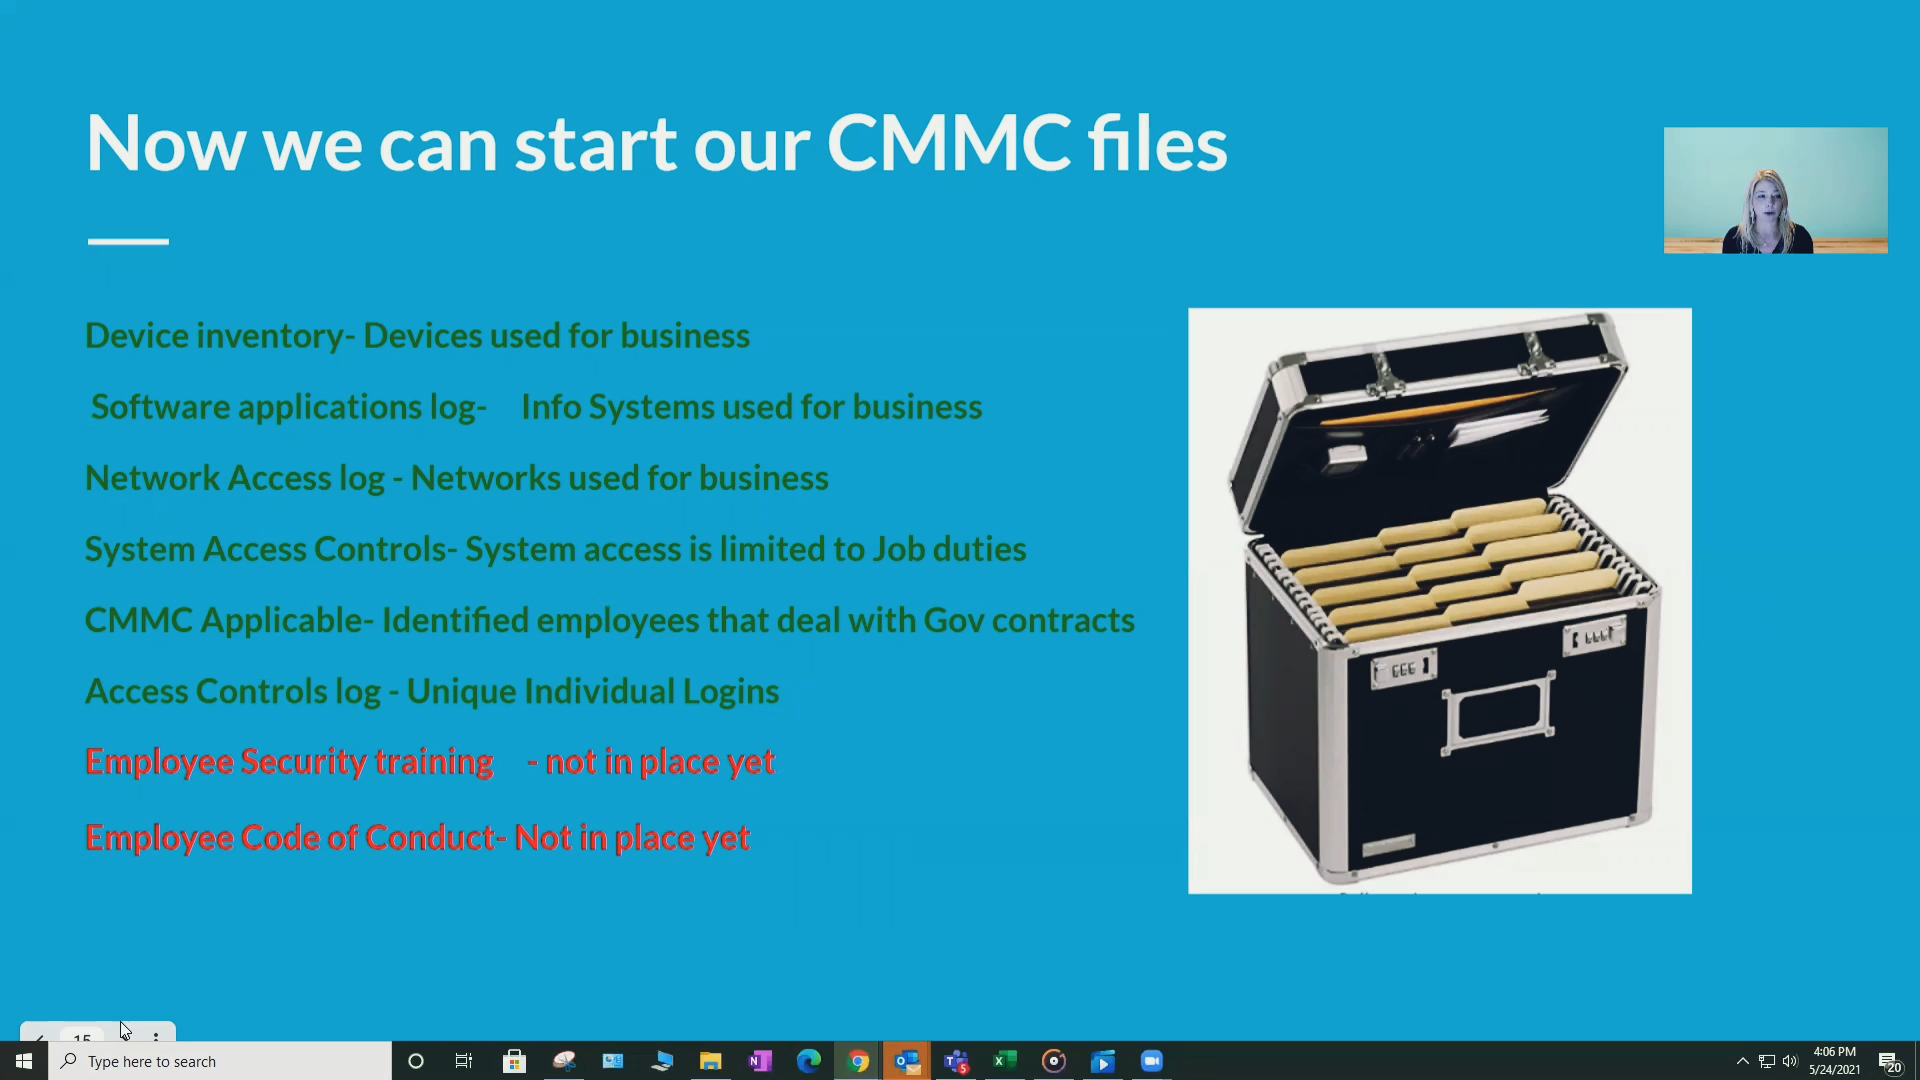 Now we can start our CMMC files
Device inventory- Devices used for business
Software applications log- Info Systems used for business
Network Access log - Networks used for business
System Access Controls- System access is limited to Job duties
CMMC Applicable- Identified employees that deal with Gov contracts
Access Controls log - Unique Individual Logins
Employee Security training - not in place yet
Employee Code of Conduct- Not in place yet
15
Type here to search
5
4:06 PM
5/24/2021
20